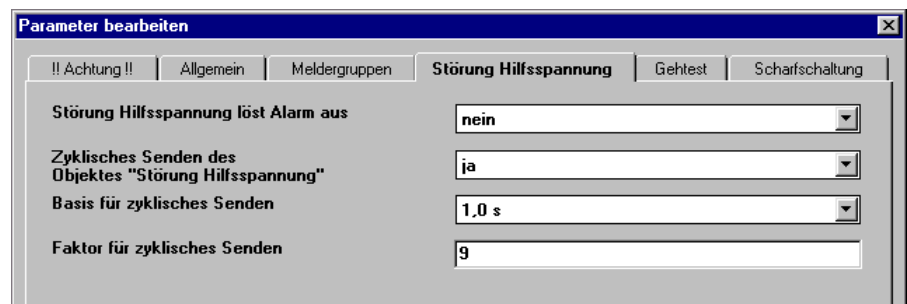 Parameter bearbeiten
!! Achtung !! Allgemein Meldergruppen Störung Hilfsspannung Gehtest Scharfschaltung
Störung Hilfsspannung löst Alarm aus nein
Zyklisches Senden des
Objektes "Störung Hilfsspannung" ja
Basis für zyklisches Senden 1,0 s
Faktor für zyklisches Senden 9